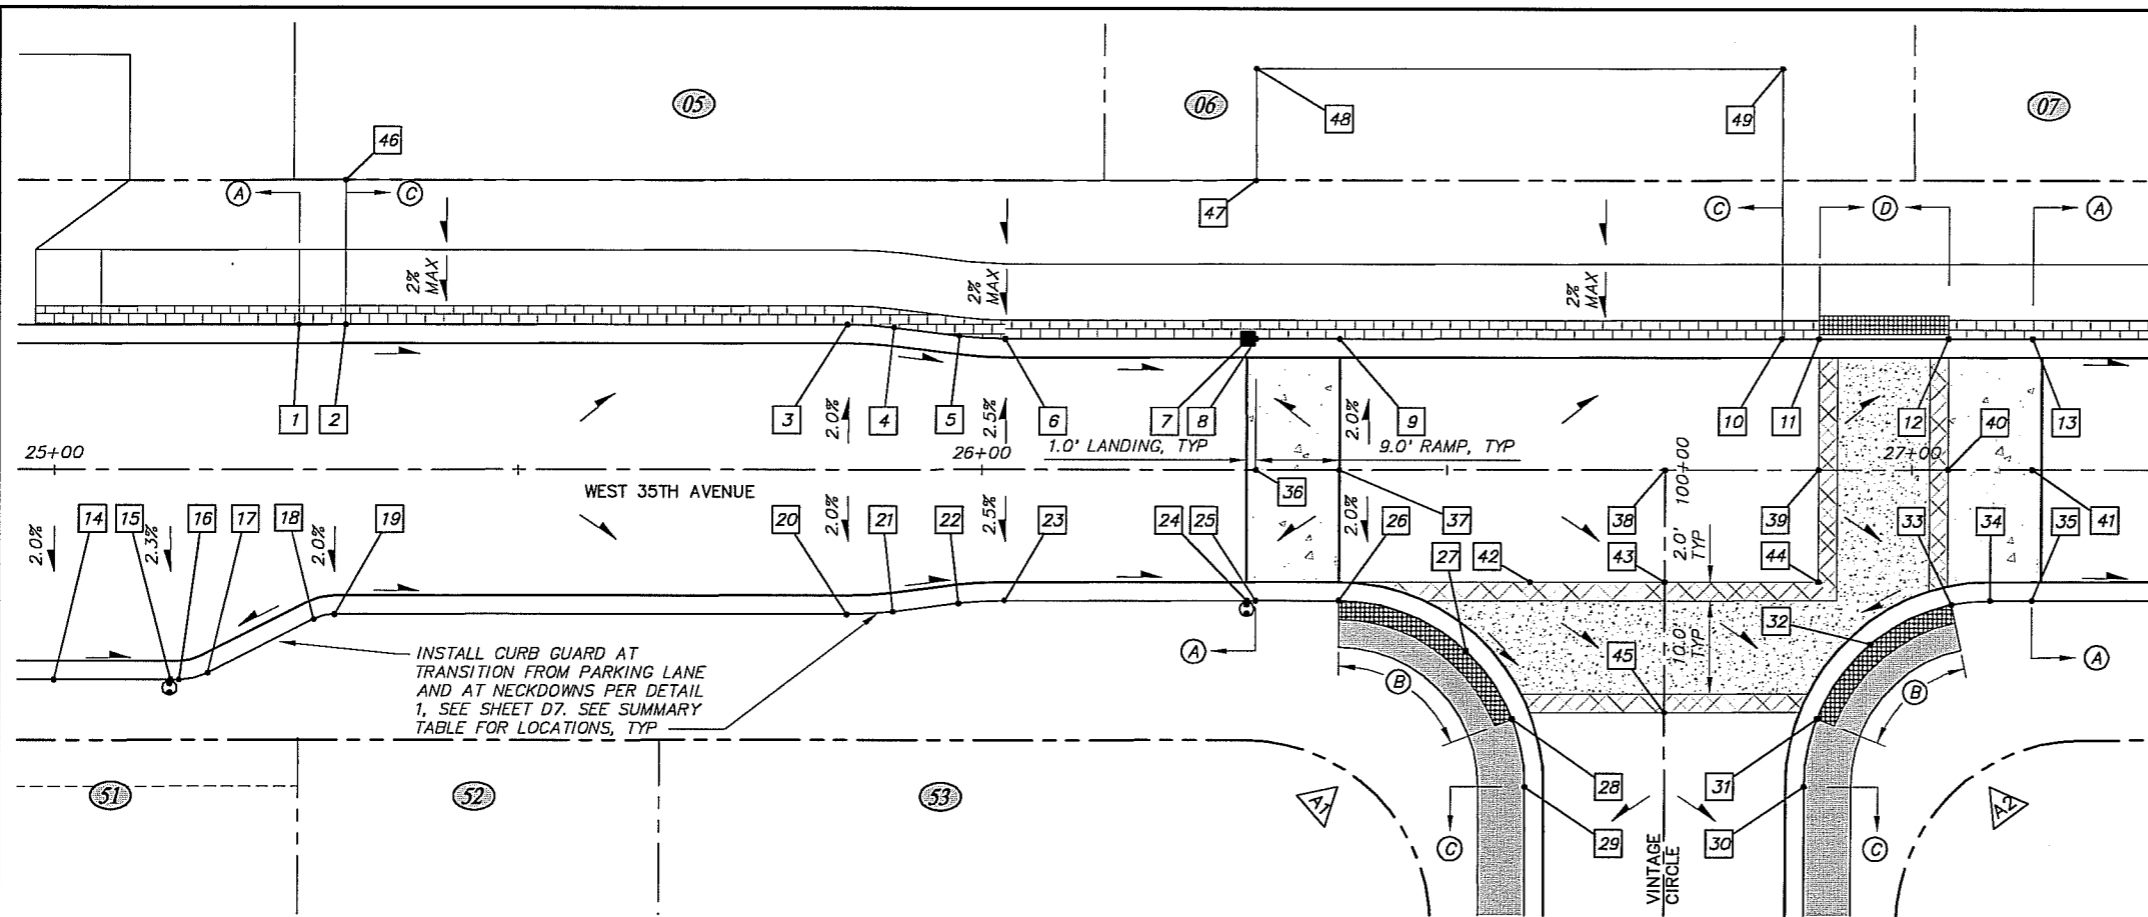 05
06
07
48
49
46
47
A
C
C
D
A
2% MAX
2% MAX
2% MAX
1
2
3
2.0%
4
5
2.5%
6
7
8
2.0%
9
10
11
12
40
13
25+00
26+00
1.0' LANDING, TYP
9.0' RAMP, TYP
100+00
27+00
WEST 35TH AVENUE
36
2.0%
14
15
2.3%
16
17
18
2.0%
19
20
2.0%
21
22
2.5%
23
24
25
2.0%
26
37
38
39
33
34
35
41
27
42
43
2.0' TYP
44
INSTALL CURB GUARD AT
TRANSITION FROM PARKING LANE
AND AT NECKDOWNS PER DETAIL
1, SEE SHEET D7. SEE SUMMARY
TABLE FOR LOCATIONS, TYP
A
45
10.0' TYP
32
A
B
B
51
52
53
A1
28
31
A2
C
29
30
C
VINTAGE
CIRCLE